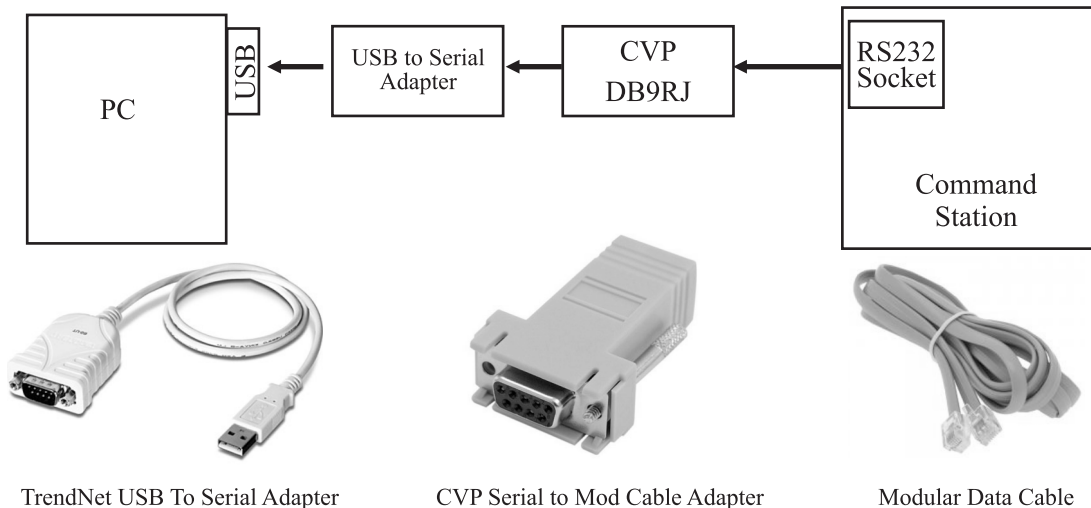 PC
USB
USB to Serial
Adapter
CVP
DB9RJ
RS232
Socket
Command
Station
TrendNet USB To Serial Adapter
CVP Serial to Mod Cable Adapter
Modular Data Cable